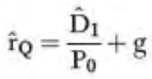 r̂_Q = D̂_1 / P_0 + g